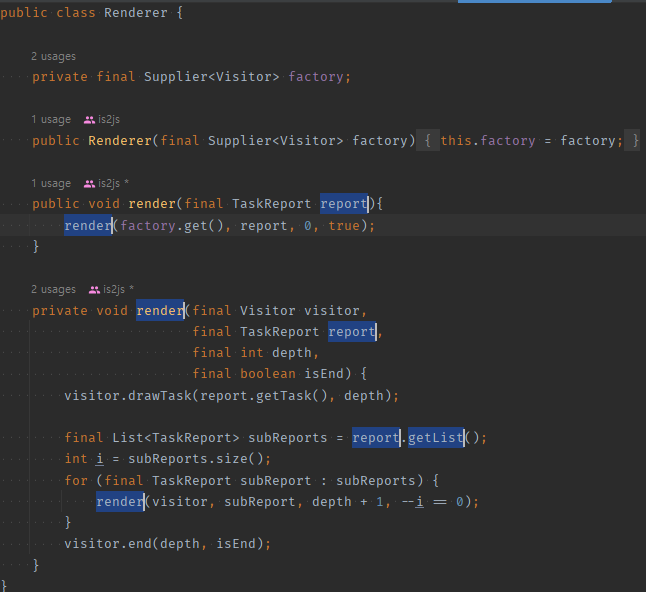 public class Renderer {
2 usages
private final Supplier<Visitor> factory;
1 usage is2js
public Renderer(final Supplier<Visitor> factory) { this.factory = factory; }
1 usage is2js *
public void render(final TaskReport report){
render(factory.get(), report, 0, true);
}
2 usages is2js *
private void render(final Visitor visitor,
final TaskReport report,
final int depth,
final boolean isEnd) {
visitor.drawTask(report.getTask(), depth);
final List<TaskReport> subReports = report.getList();
int i = subReports.size();
for (final TaskReport subReport : subReports) {
render(visitor, subReport, depth + 1, --i == 0);
}
visitor.end(depth, isEnd);
}
}